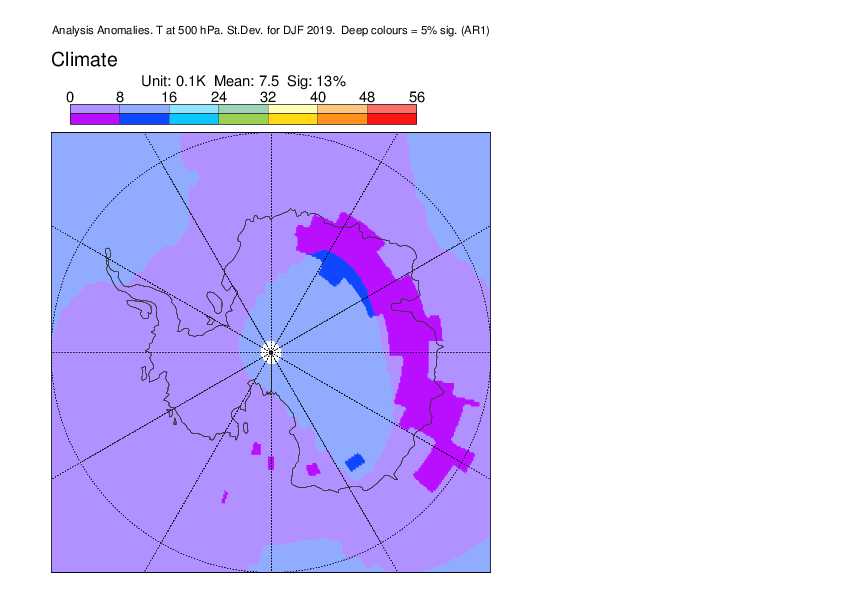 Analysis Anomalies. T at 500 hPa. St.Dev. for DJF 2019.  Deep colours = 5% sig. (AR1)
Climate
Unit: 0.1K  Mean: 7.5  Sig: 13%
0 8 16 24 32 40 48 56